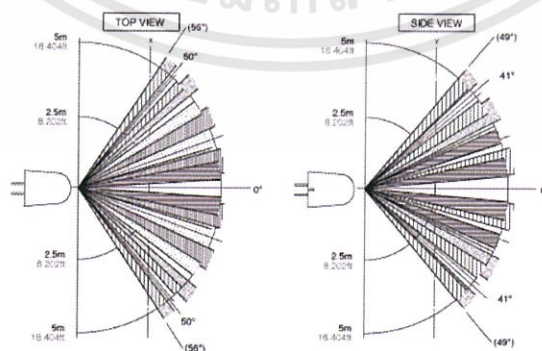 TOP VIEW
x
(56°)
50°
5m
16.404ft
2.5m
8.202ft
0°
2.5m
8.202ft
50°
5m
16.404ft
(56°)
SIDE VIEW
Y
(49°)
41°
5m
16.404ft
2.5m
8.202ft
2.5m
8.202ft
41°
5m
16.404ft
(49°)